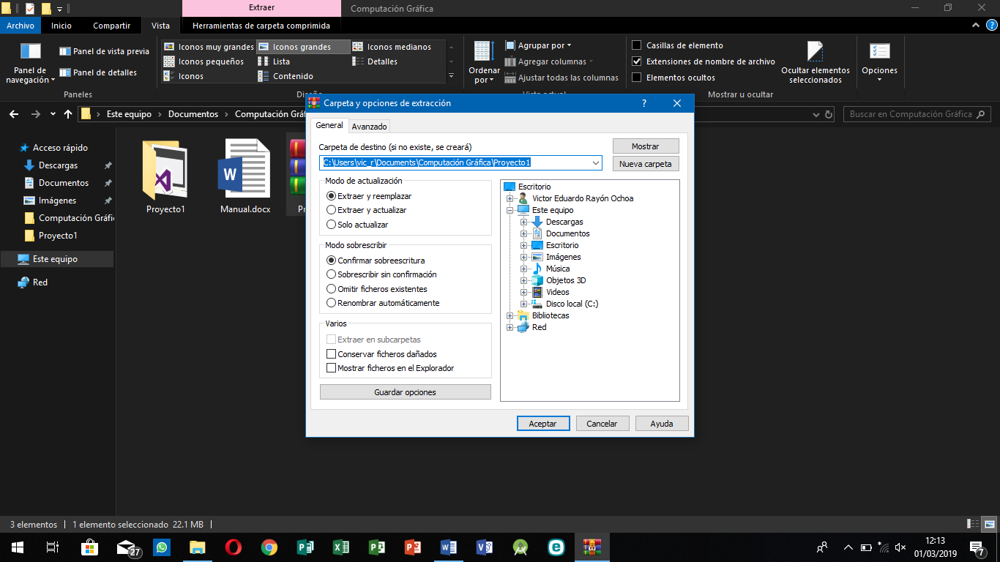 Extraer
Computación Gráfica
Archivo Inicio Compartir Vista Herramientas de carpeta comprimida
Panel de navegación
Panel de vista previa
Panel de detalles
Paneles
Iconos muy grandes Iconos grandes Iconos medianos
Iconos pequeños Lista Detalles
Iconos Contenido
Ordenar por
Agrupar por
Agregar columnas
Ajustar todas las columnas
Vista actual
Casillas de elemento
Extensiones de nombre de archivo
Elementos ocultos
Ocultar elementos seleccionados
Mostrar u ocultar
Opciones
Este equipo Documentos Computación Gráf
Buscar en Computación Gráfica
Acceso rápido
Descargas
Documentos
Imágenes
Computación Gráfic
Proyecto1
Este equipo
Red
Proyecto1
Manual.docx
Pr
Carpeta y opciones de extracción
?
General Avanzado
Carpeta de destino (si no existe, se creará)
C:\Users\vic_r\Documents\Computación Gráfica\Proyecto1
Mostrar
Nueva carpeta
Modo de actualización
Extraer y reemplazar
Extraer y actualizar
Solo actualizar
Modo sobrescribir
Confirmar sobreescritura
Sobrescribir sin confirmación
Omitir ficheros existentes
Renombrar automáticamente
Varios
Extraer en subcarpetas
Conservar ficheros dañados
Mostrar ficheros en el Explorador
Guardar opciones
Escritorio
Victor Eduardo Rayón Ochoa
Este equipo
Descargas
Documentos
Escritorio
Imágenes
Música
Objetos 3D
Videos
Disco local (C:)
Bibliotecas
Red
Aceptar Cancelar Ayuda
3 elementos 1 elemento seleccionado 22.1 MB
27
12:13
01/03/2019
7